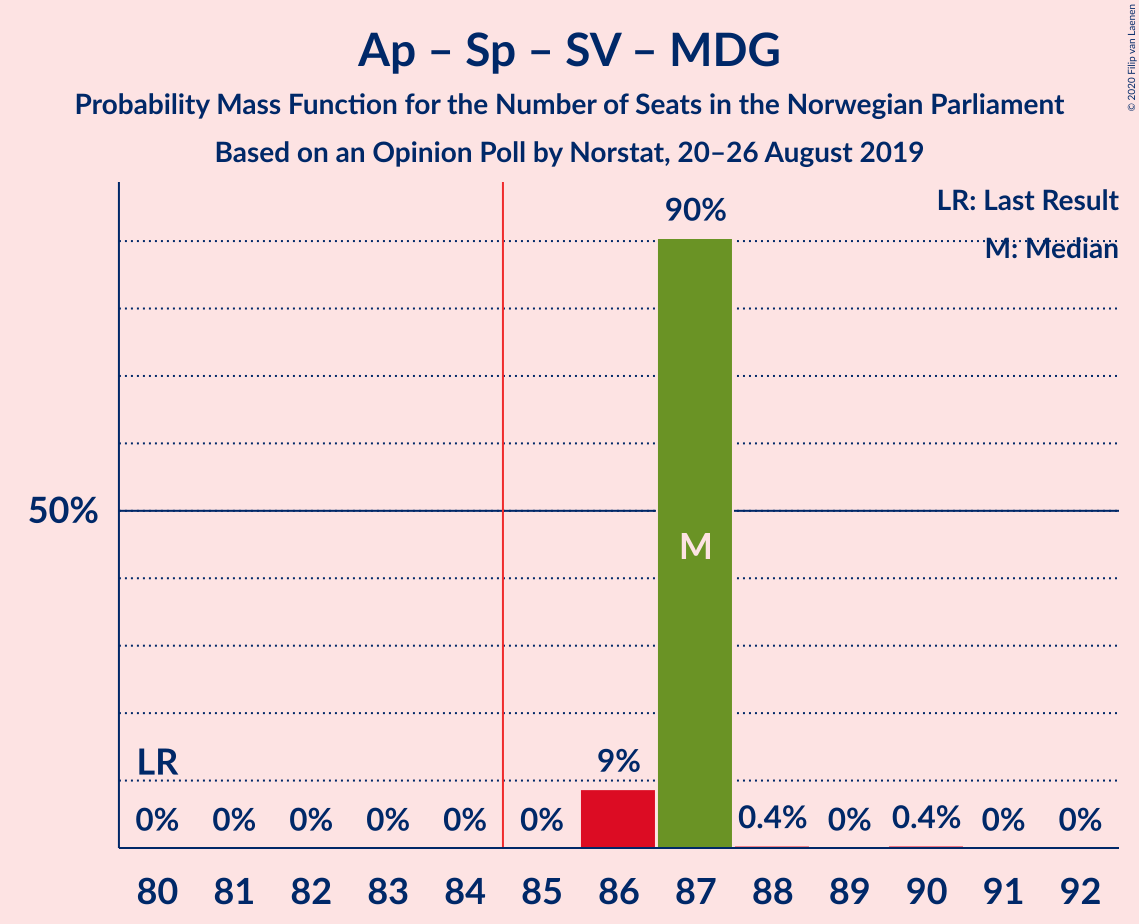 Ap – Sp – SV – MDG
Probability Mass Function for the Number of Seats in the Norwegian Parliament
Based on an Opinion Poll by Norstat, 20–26 August 2019
© 2020 Filip van Laenen
LR: Last Result
M: Median
90%
50%
M
LR
9%
0% 0% 0% 0% 0% 0% 0.4% 0% 0.4% 0% 0%
80 81 82 83 84 85 86 87 88 89 90 91 92